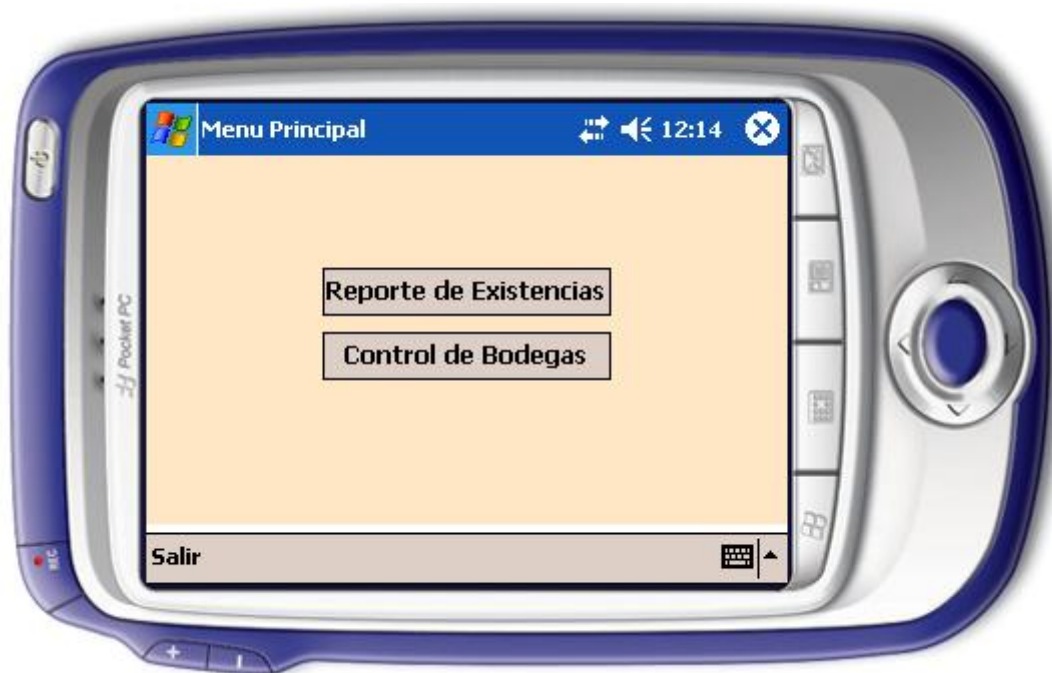 Menu Principal
12:14
Reporte de Existencias
Control de Bodegas
Salir
Pocket PC
REC